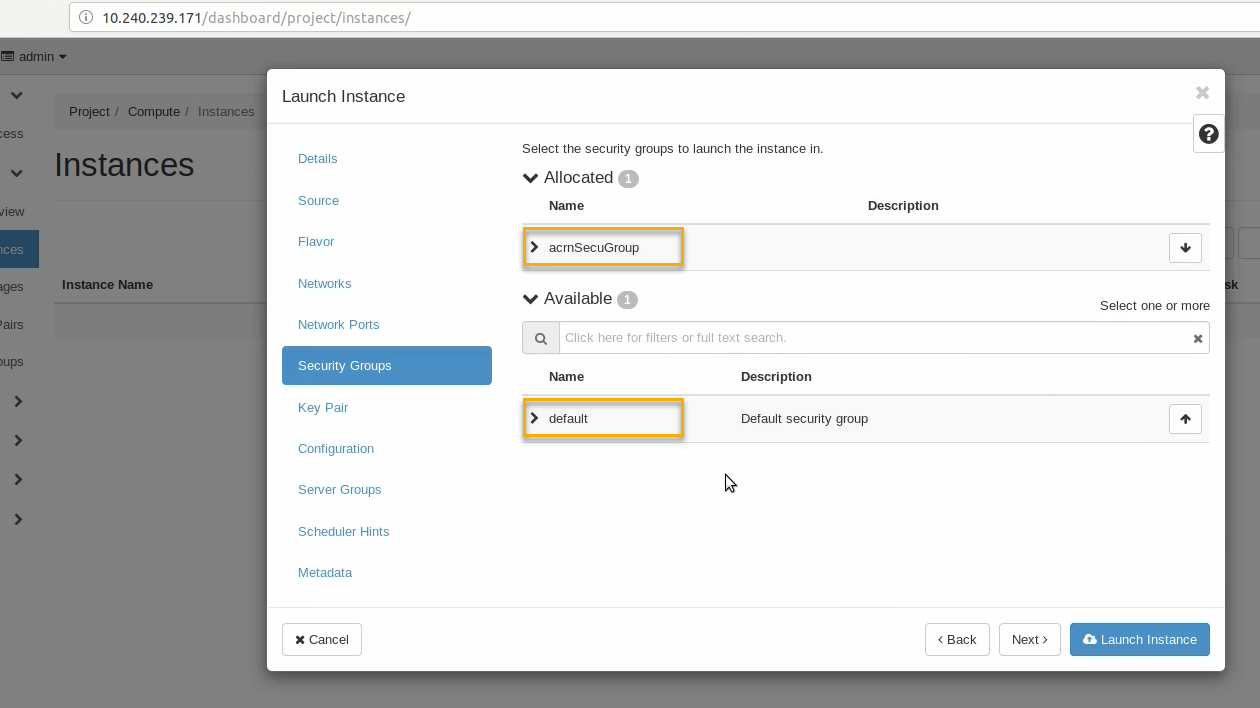 10.240.239.171/dashboard/project/instances/
admin
Launch Instance
Project / Compute / Instances
cess
Instances
view
nces
ages
Pairs
oups
Instance Name
sk
Details
Source
Flavor
Networks
Network Ports
Security Groups
Key Pair
Configuration
Server Groups
Scheduler Hints
Metadata
Select the security groups to launch the instance in.
Allocated 1
Name Description
acrnSecuGroup
Available 1
Select one or more
Click here for filters or full text search.
Name Description
default Default security group
Cancel
Back
Next
Launch Instance